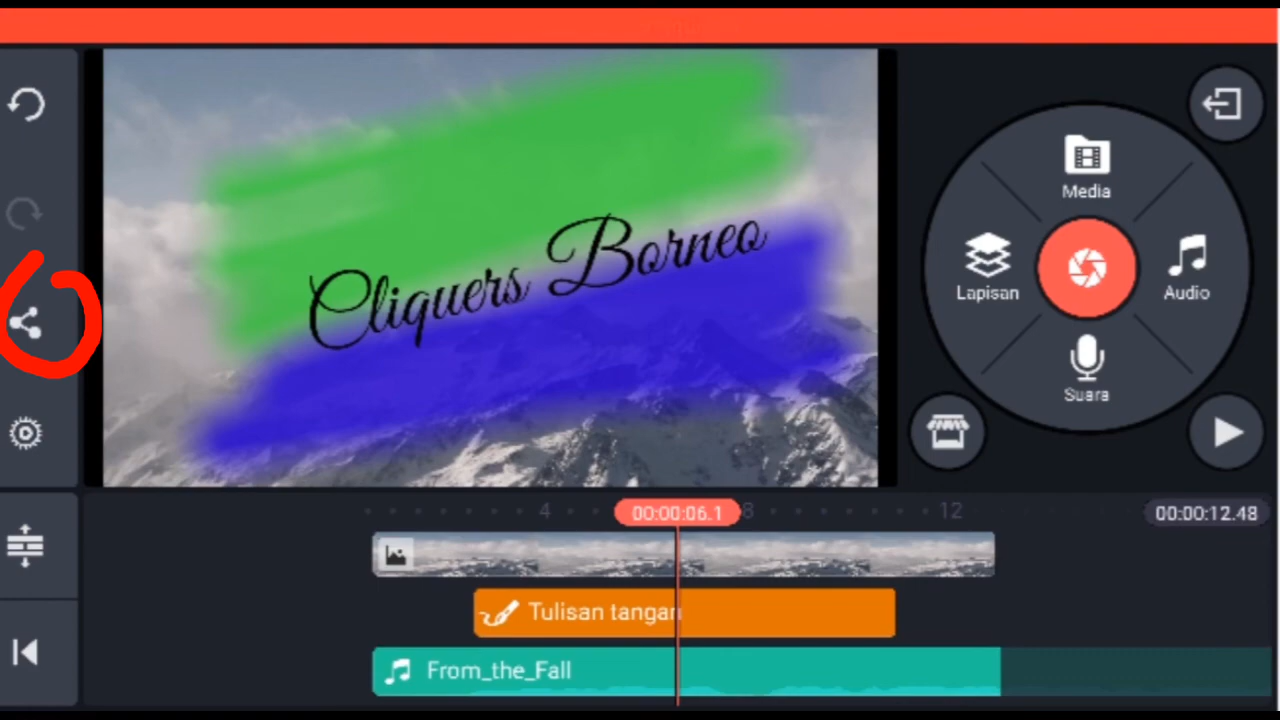 Media
Cliquers Borneo
Lapisan
Audio
Suara
4
00:00:06.1
8
12
00:00:12.48
Tulisan tangan
From_the_Fall